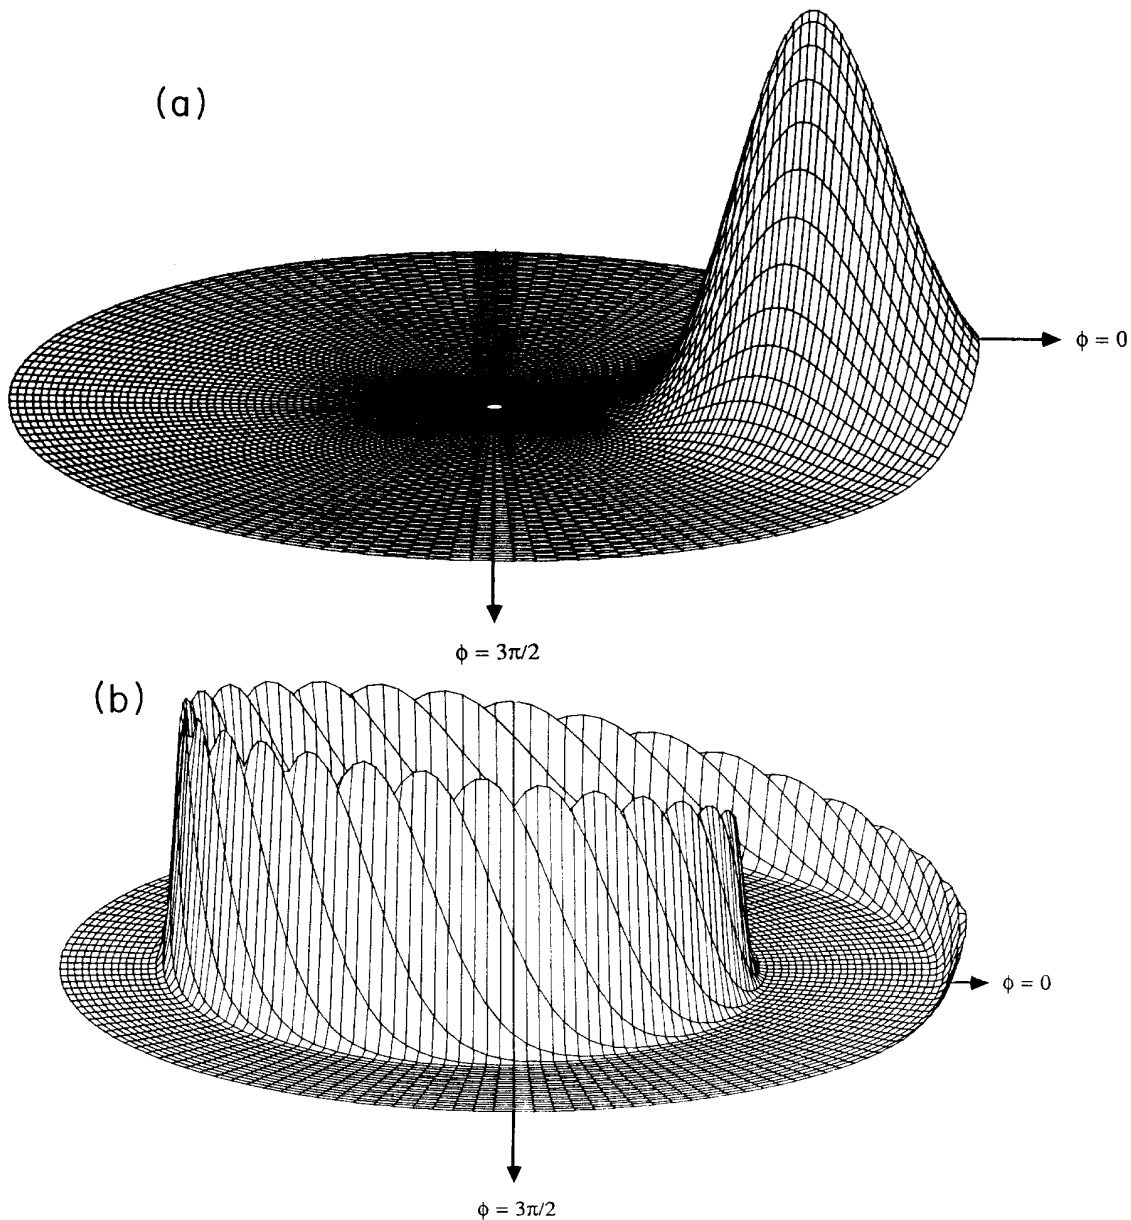 (a)
ϕ = 0
ϕ = 3π/2
(b)
ϕ = 0
ϕ = 3π/2